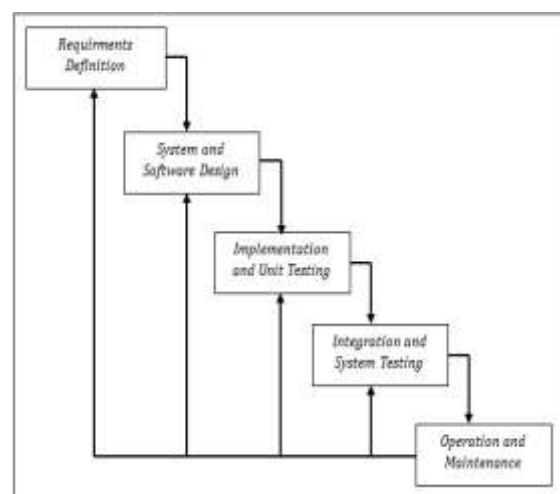 Requirments
Definition
System and
Software Design
Implementation
and Unit Testing
Integration and
System Testing
Operation and
Maintenance